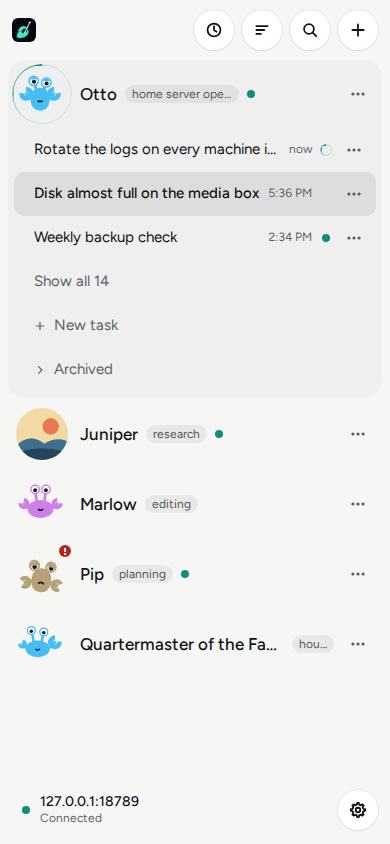 Otto home server ope...
Rotate the logs on every machine i... now
Disk almost full on the media box 5:36 PM
Weekly backup check 2:34 PM
Show all 14
+ New task
> Archived
Juniper research
Marlow editing
Pip planning
Quartermaster of the Fa... hou...
127.0.0.1:18789
Connected